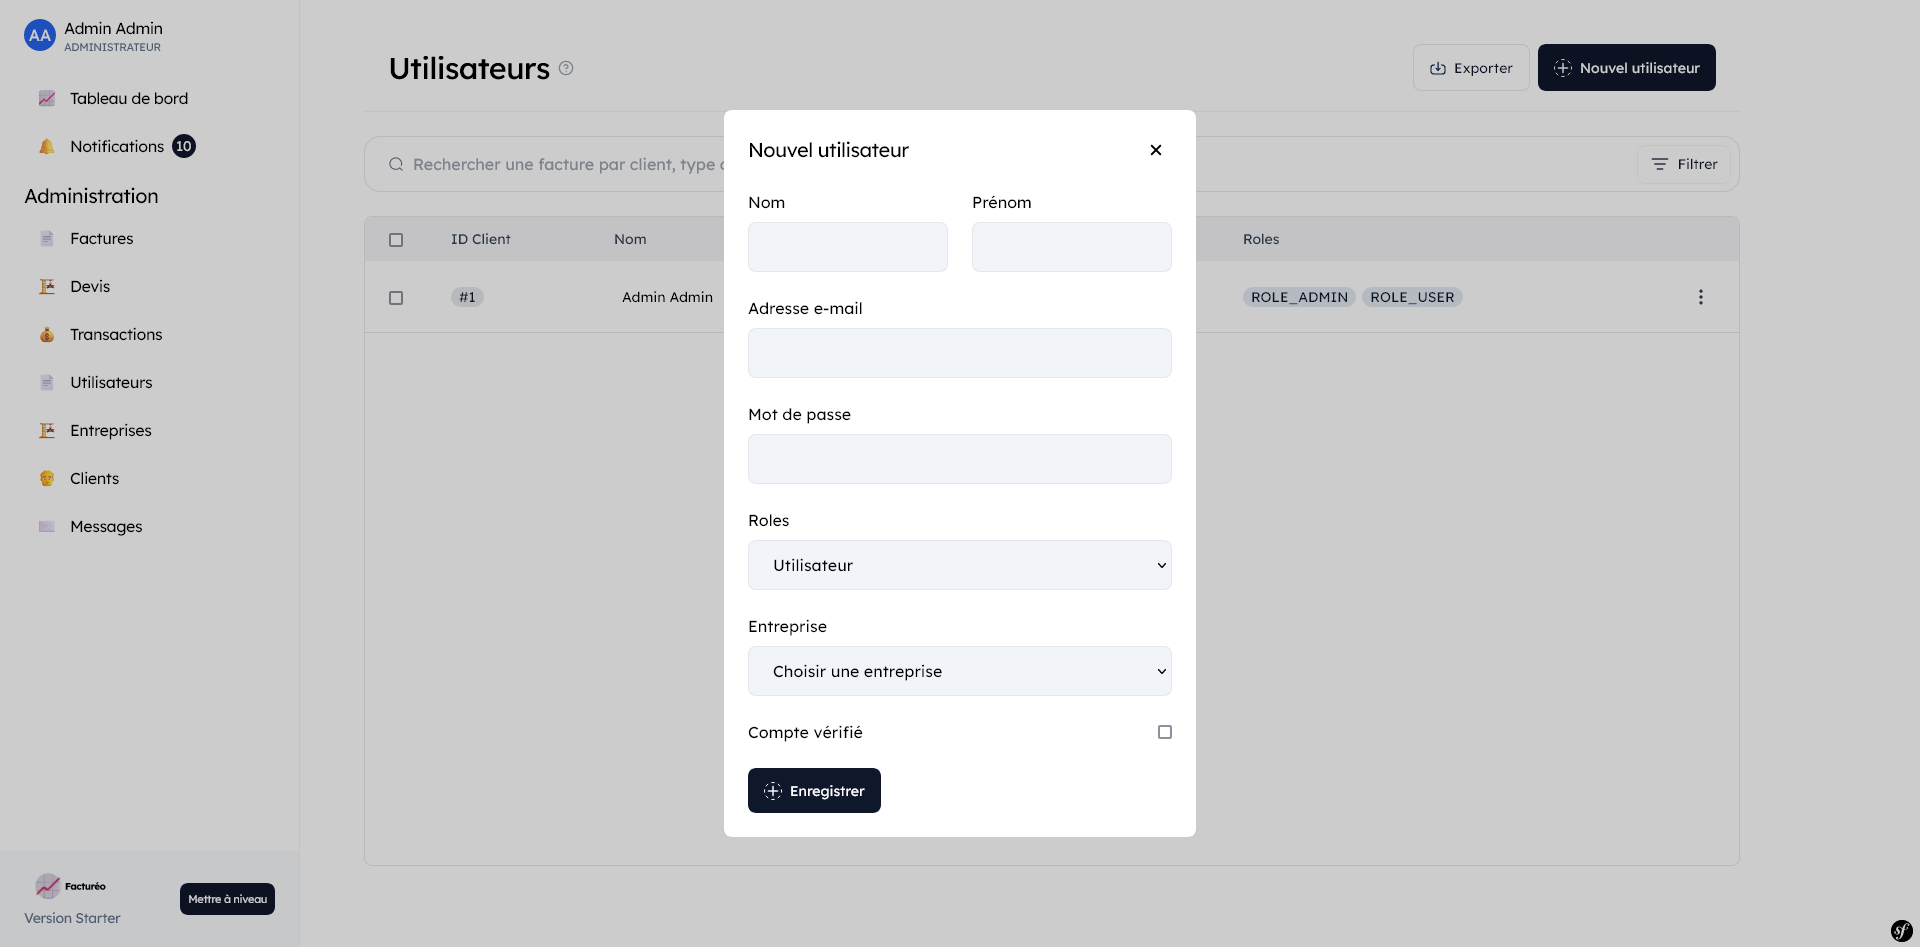 AA
Admin Admin
ADMINISTRATEUR
Tableau de bord
Notifications 10
Administration
Factures
Devis
Transactions
Utilisateurs
Entreprises
Clients
Messages
Facturéo
Version Starter
Mettre à niveau
Utilisateurs
Exporter
Nouvel utilisateur
Rechercher une facture par client, type
Filtrer
ID Client Nom Roles
#1 Admin Admin ROLE_ADMIN ROLE_USER
Nouvel utilisateur
Nom Prénom
Adresse e-mail
Mot de passe
Roles
Utilisateur
Entreprise
Choisir une entreprise
Compte vérifié
Enregistrer
sf